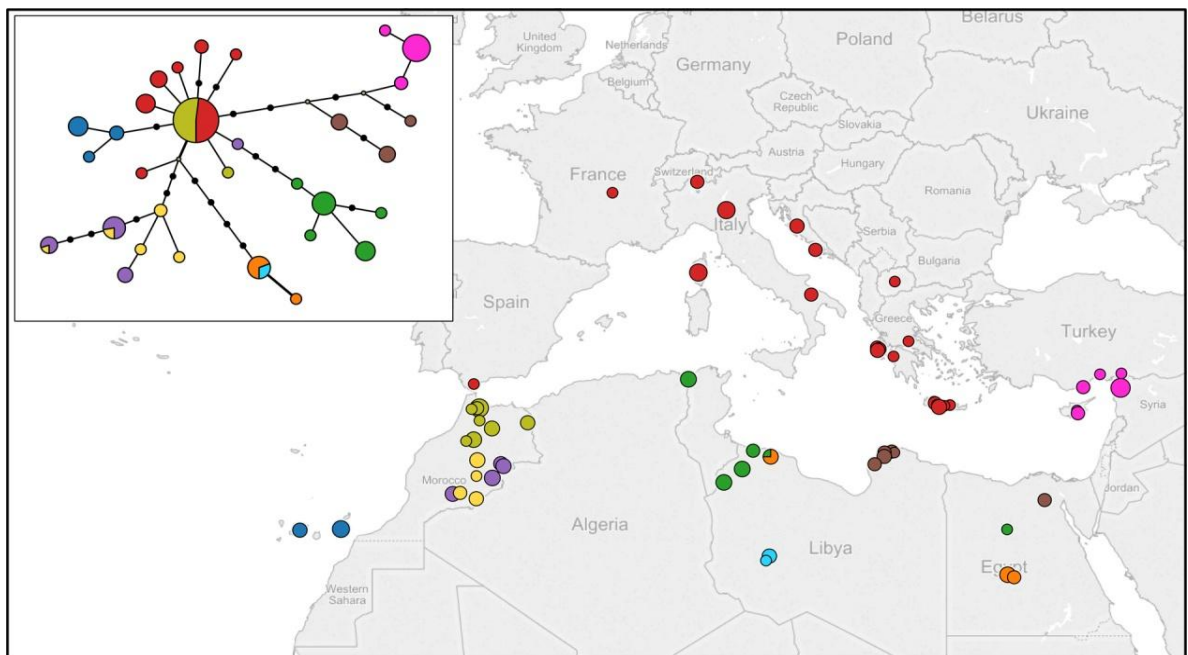 Belarus
United
Kingdom
Netherlands
Poland
Germany
Belgium
Czech
Republic
Ukraine
Slovakia
Austria
Hungary
France
Switzerland
Romania
Italy
Serbia
Bulgaria
Spain
Greece
Turkey
Syria
Morocco
Jordan
Algeria
Libya
Egypt
Western
Sahara